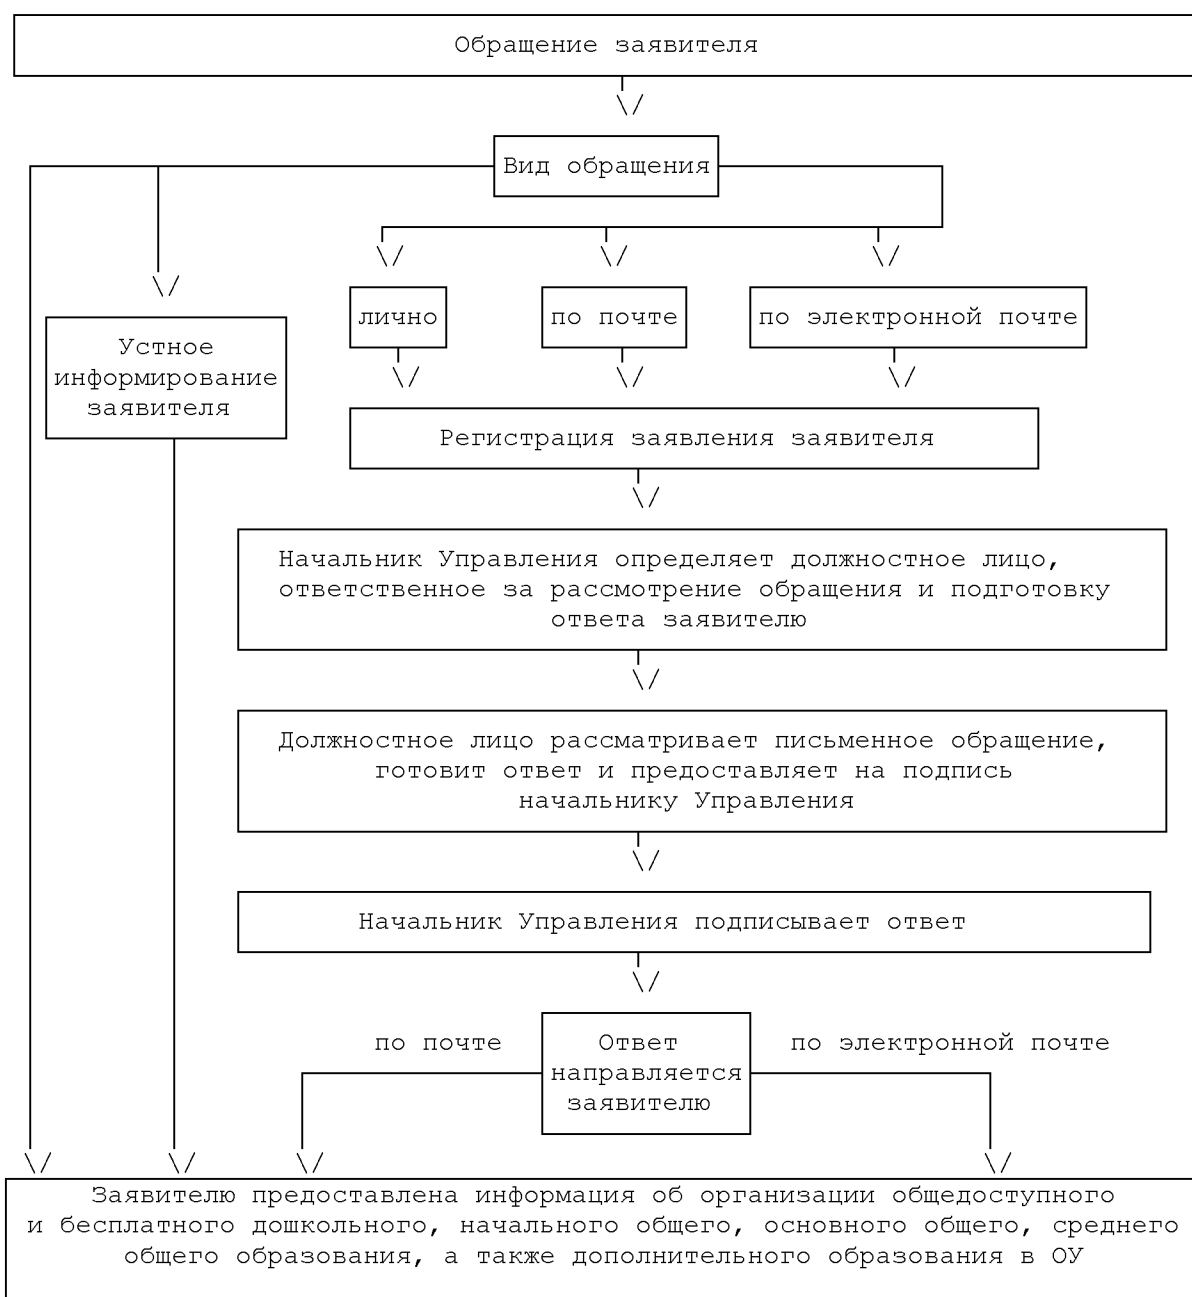 Обращение заявителя
Вид обращения
лично
по почте
по электронной почте
Устное
информирование
заявителя
Регистрация заявления заявителя
Начальник Управления определяет должностное лицо,
ответственное за рассмотрение обращения и подготовку
ответа заявителю
Должностное лицо рассматривает письменное обращение,
готовит ответ и предоставляет на подпись
начальнику Управления
Начальник Управления подписывает ответ
по почте
Ответ
направляется
заявителю
по электронной почте
Заявителю предоставлена информация об организации общедоступного
и бесплатного дошкольного, начального общего, основного общего, среднего
общего образования, а также дополнительного образования в ОУ